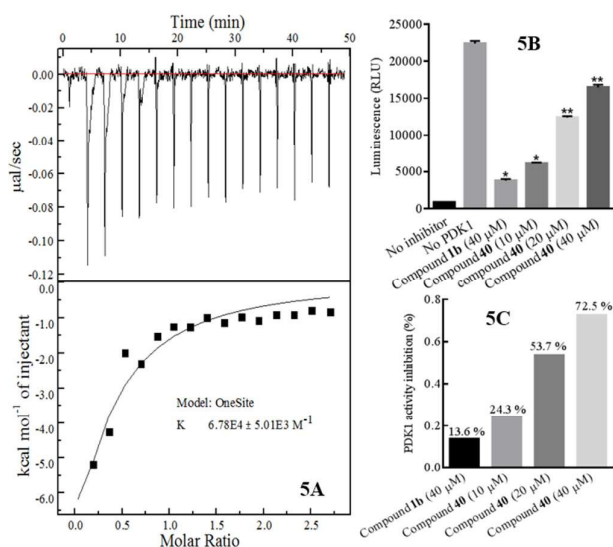 Time (min)
0 10 20 30 40 50
0.00
-0.02
-0.04
-0.06
-0.08
-0.10
-0.12
µal/sec
0.0
-1.0
-2.0
-3.0
-4.0
-5.0
-6.0
kcal mol⁻¹ of injectant
Model: OneSite
K 6.78E4 ± 5.01E3 M⁻¹
5A
0.0 0.5 1.0 1.5 2.0 2.5
Molar Ratio
5B
25000
20000
15000
10000
5000
0
Luminescence (RLU)
*
*
**
**
No inhibitor
No PDK1
Compound 1b (40 µM)
Compound 40 (10 µM)
compound 40 (20 µM)
Compound 40 (40 µM)
5C
0.8
0.6
0.4
0.2
0.0
PDK1 activity inhibition (%)
13.6 %
24.3 %
53.7 %
72.5 %
Compound 1b (40 µM)
Compound 40 (10 µM)
Compound 40 (20 µM)
Compound 40 (40 µM)